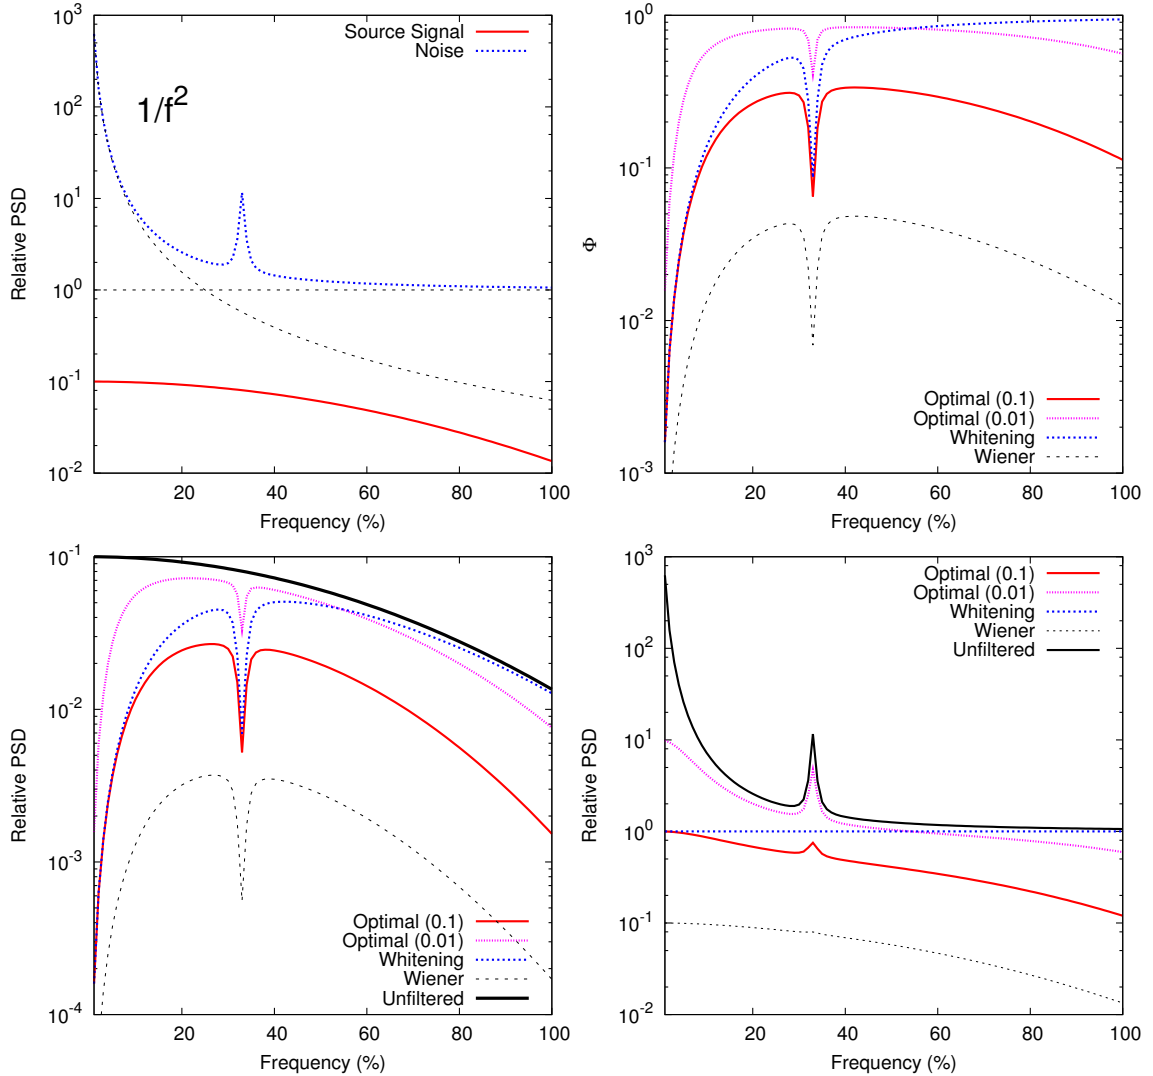 10^3
10^2
10^1
10^0
10^-1
10^-2
Relative PSD
1/f^2
Source Signal
Noise
20 40 60 80 100
Frequency (%)
10^0
10^-1
10^-2
10^-3
Φ
Optimal (0.1)
Optimal (0.01)
Whitening
Wiener
20 40 60 80 100
Frequency (%)
10^-1
10^-2
10^-3
10^-4
Relative PSD
Optimal (0.1)
Optimal (0.01)
Whitening
Wiener
Unfiltered
20 40 60 80 100
Frequency (%)
10^3
10^2
10^1
10^0
10^-1
10^-2
Relative PSD
Optimal (0.1)
Optimal (0.01)
Whitening
Wiener
Unfiltered
20 40 60 80 100
Frequency (%)